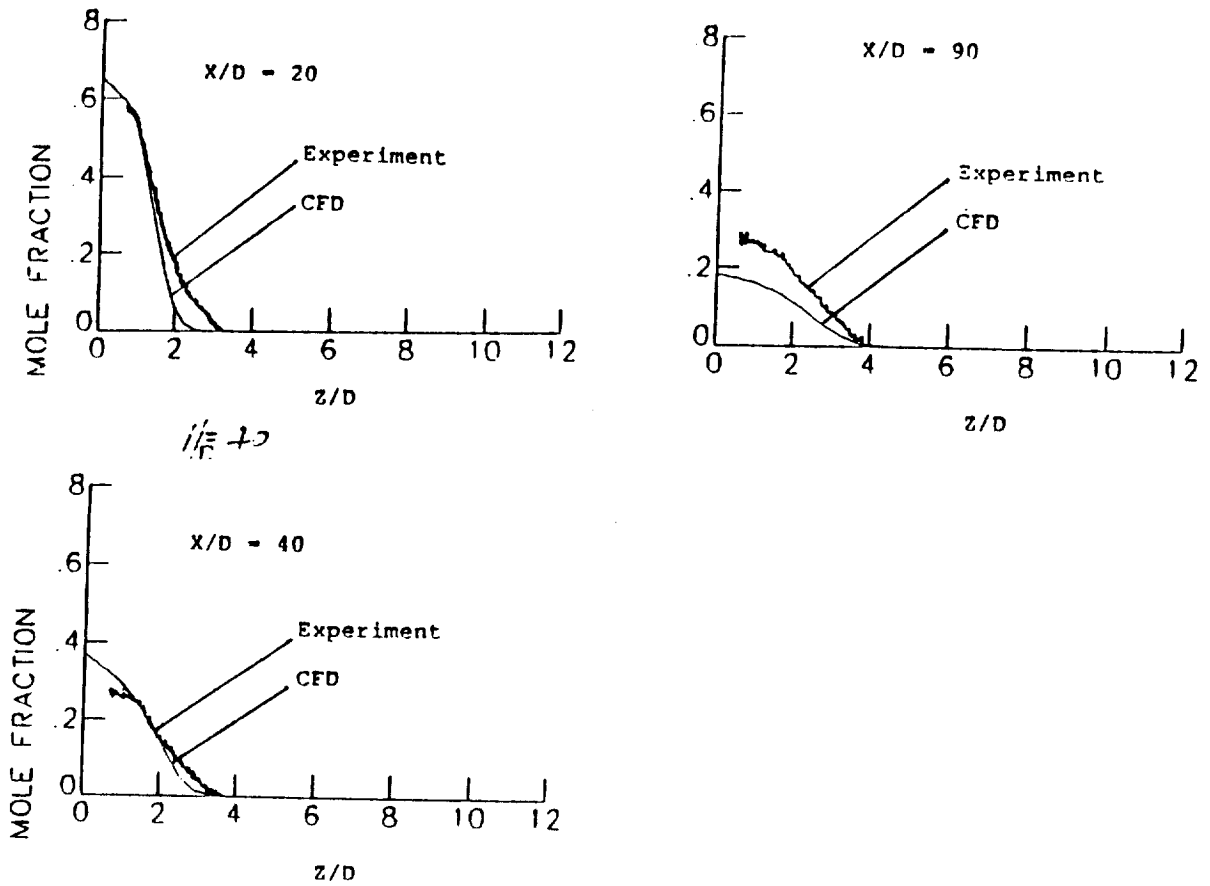 .8
X/D = 20
.6
Experiment
.4
CFD
.2
0
0 2 4 6 8 10 12
MOLE FRACTION
Z/D
.8
X/D = 90
.6
.4
Experiment
CFD
.2
0
0 2 4 6 8 10 12
Z/D
.8
X/D = 40
.6
Experiment
.4
CFD
.2
0
0 2 4 6 8 10 12
MOLE FRACTION
Z/D